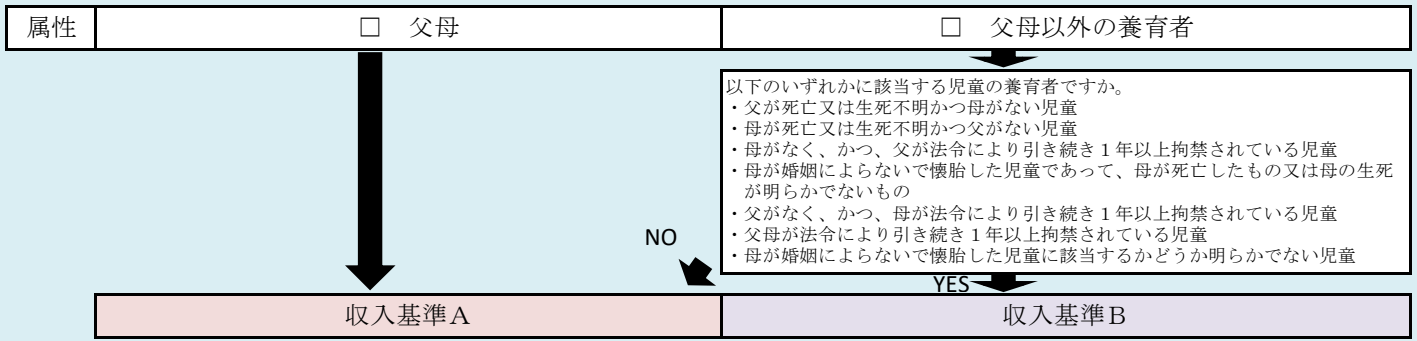 属性 □ 父母 □ 父母以外の養育者
以下のいずれかに該当する児童の養育者ですか。
・父が死亡又は生死不明かつ母がない児童
・母が死亡又は生死不明かつ父がない児童
・母がなく、かつ、父が法令により引き続き１年以上拘禁されている児童
・母が婚姻によらないで懐胎した児童であって、母が死亡したもの又は母の生死
が明らかでないもの
・父がなく、かつ、母が法令により引き続き１年以上拘禁されている児童
・父母が法令により引き続き１年以上拘禁されている児童
・母が婚姻によらないで懐胎した児童に該当するかどうか明らかでない児童
NO
YES
収入基準Ａ 収入基準Ｂ